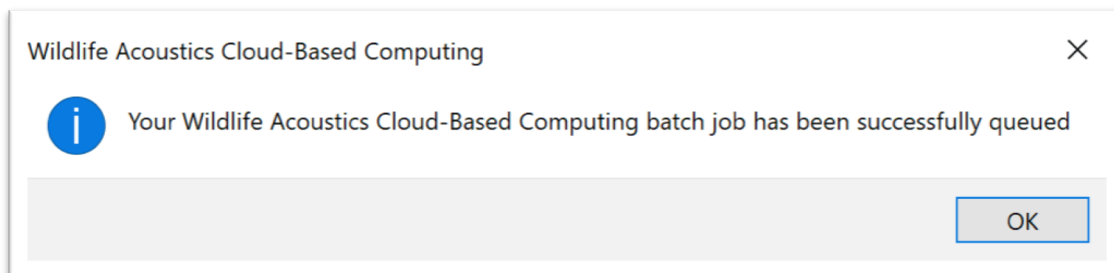 Wildlife Acoustics Cloud-Based Computing
Your Wildlife Acoustics Cloud-Based Computing batch job has been successfully queued
OK